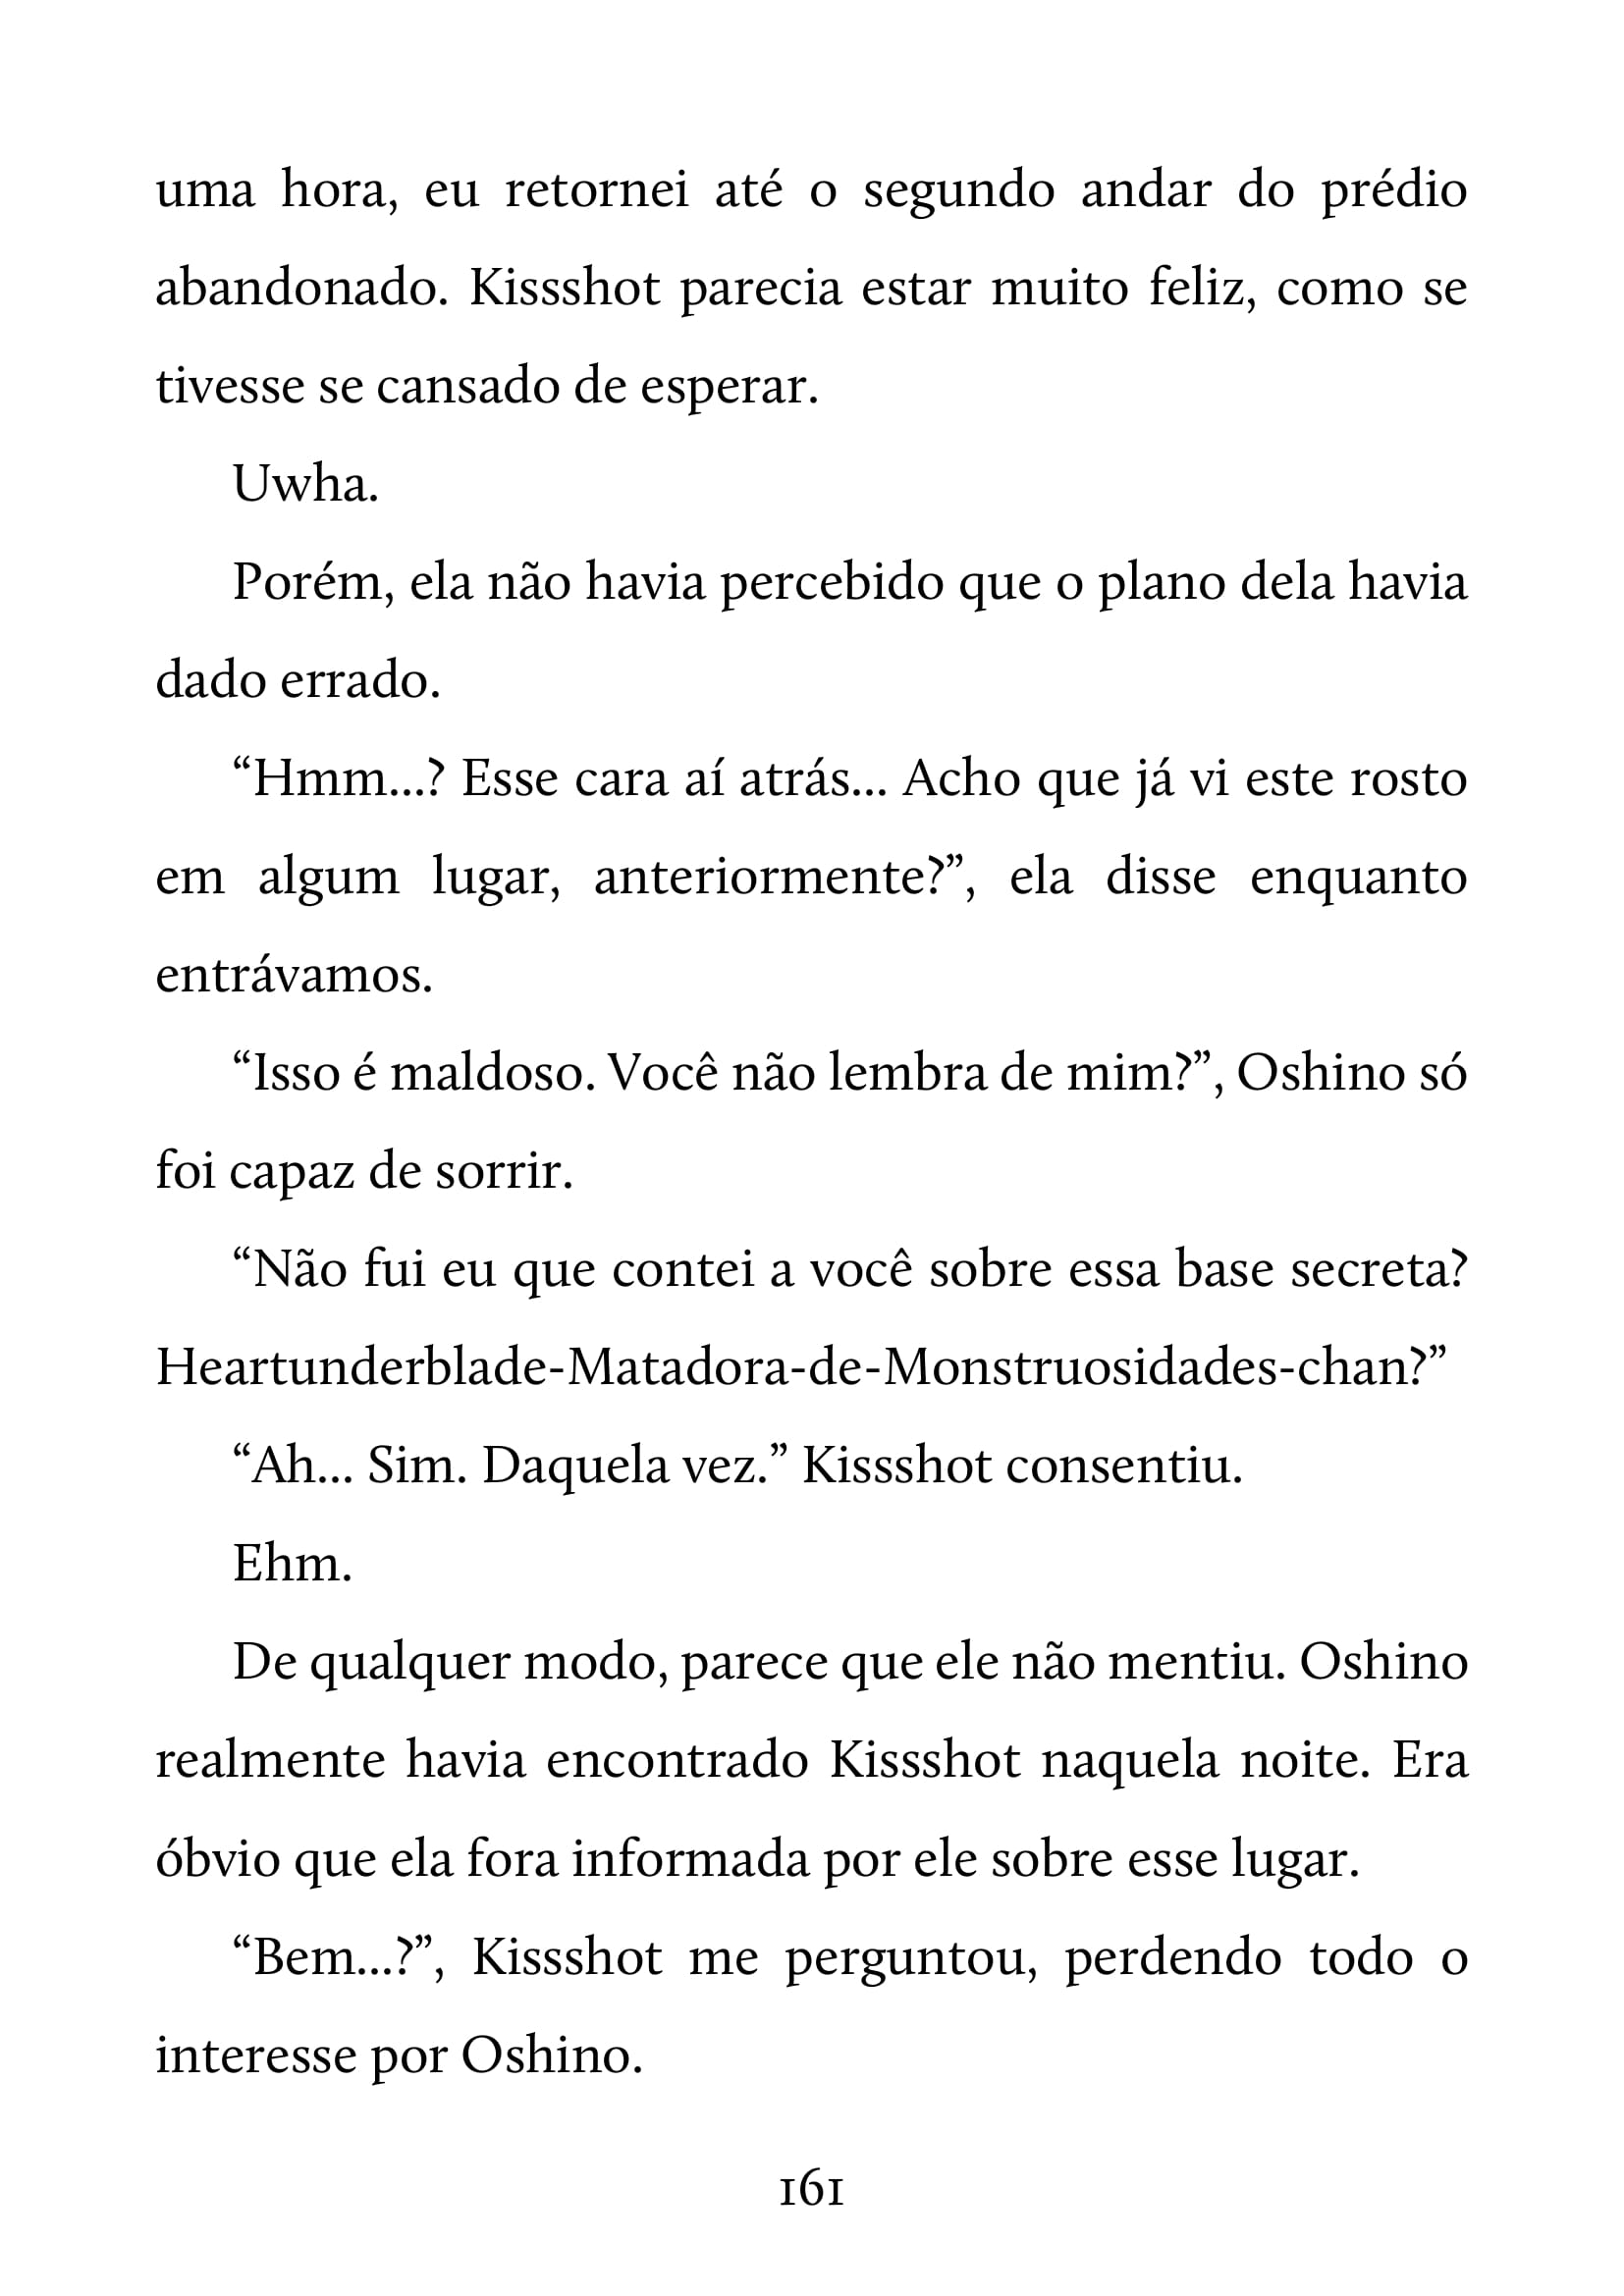 uma hora, eu retornei até o segundo andar do prédio
abandonado. Kissshot parecia estar muito feliz, como se
tivesse se cansado de esperar.
Uwha.
Porém, ela não havia percebido que o plano dela havia
dado errado.
“Hmm...? Esse cara aí atrás... Acho que já vi este rosto
em algum lugar, anteriormente?”, ela disse enquanto
entrávamos.
“Isso é maldoso. Você não lembra de mim?”, Oshino só
foi capaz de sorrir.
“Não fui eu que contei a você sobre essa base secreta?
Heartunderblade-Matadora-de-Monstruosidades-chan?”
“Ah... Sim. Daquela vez.” Kissshot consentiu.
Ehm.
De qualquer modo, parece que ele não mentiu. Oshino
realmente havia encontrado Kissshot naquela noite. Era
óbvio que ela fora informada por ele sobre esse lugar.
“Bem...?”, Kissshot me perguntou, perdendo todo o
interesse por Oshino.
161